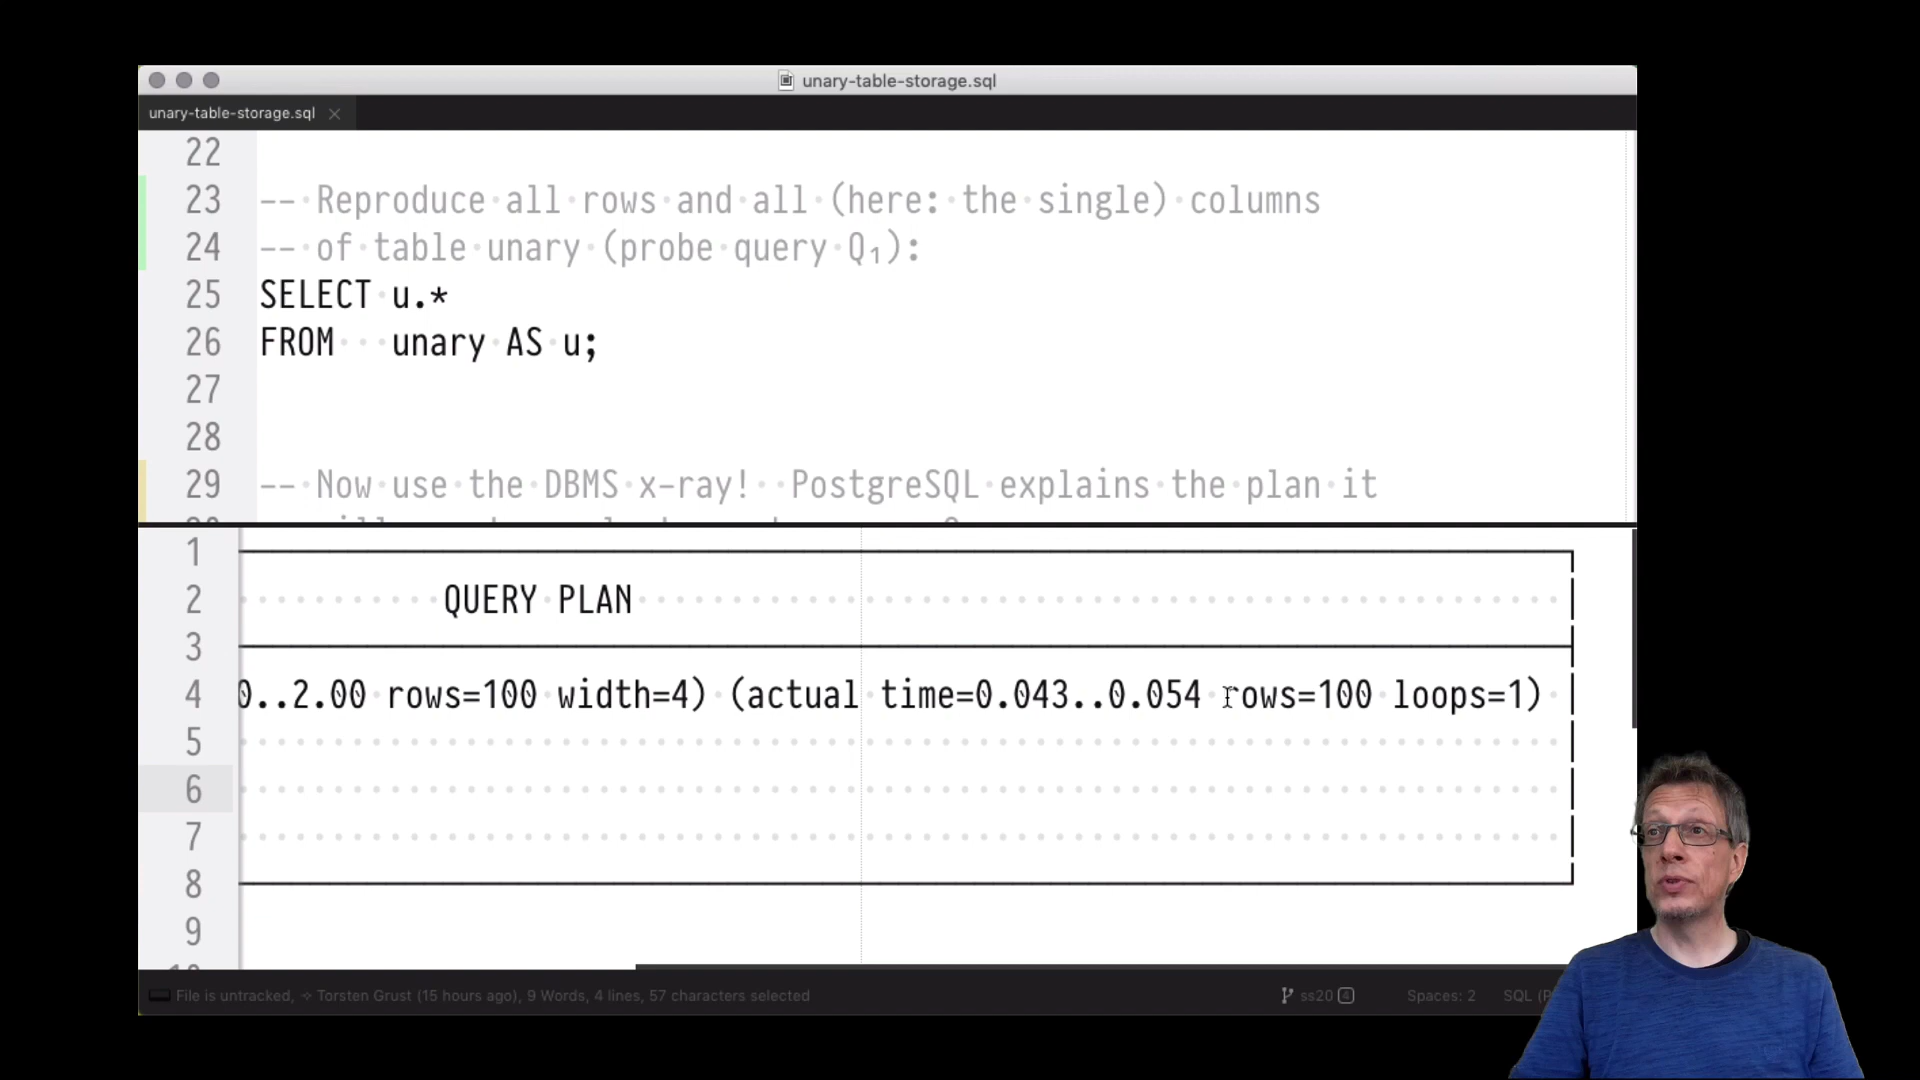 unary-table-storage.sql
unary-table-storage.sql
22
23 -- Reproduce all rows and all (here: the single) columns
24 -- of table unary (probe query Q₁):
25 SELECT u.*
26 FROM unary AS u;
27
28
29 -- Now use the DBMS x-ray! PostgreSQL explains the plan it
1
2 QUERY PLAN
3
4 0..2.00 rows=100 width=4) (actual time=0.043..0.054 rows=100 loops=1)
5
6
7
8
9
File is untracked, Torsten Grust (15 hours ago), 9 Words, 4 lines, 57 characters selected
ss20 4 Spaces: 2 SQL (P